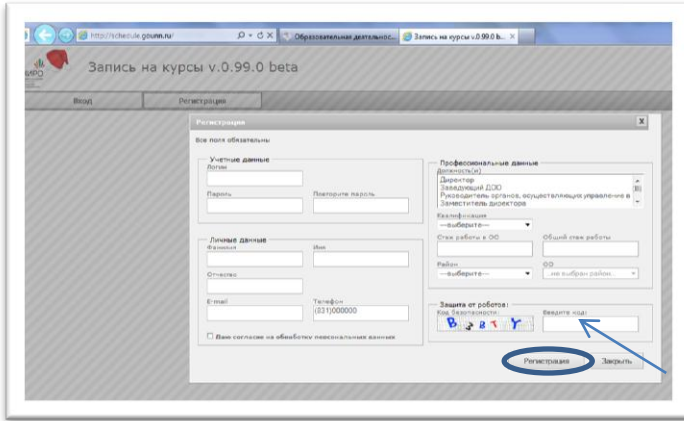 http://schedule.gounn.ru/
Образовательная деятельнос...
Запись на курсы v.0.99.0 b...
Запись на курсы v.0.99.0 beta
Вход
Регистрация
Регистрация
Все поля обязательны
Учетные данные
Логин
Пароль
Повторите пароль
Личные данные
Фамилия
Имя
Отчество
E-mail
Телефон
(831)000000
Даю согласие на обработку персональных данных
Профессиональные данные
Должность(и)
Директор
Заведующий ДОО
Руководитель органов, осуществляющих управление в
Заместитель директора
Квалификация
---выберите---
Стаж работы в ОО
Общий стаж работы
Район
---выберите---
ОО
...не выбран район...
Защита от роботов:
Код безопасности:
Введите код:
Регистрация
Закрыть